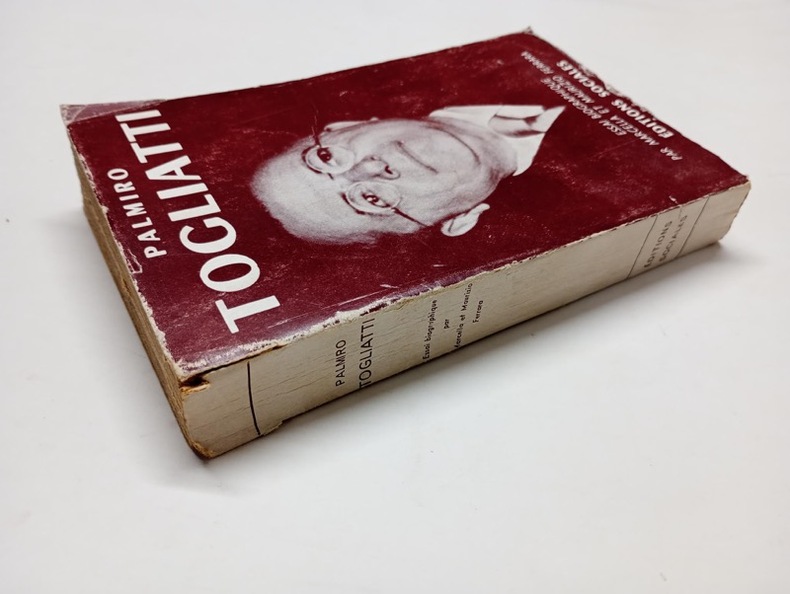 PALMIRO
TOGLIATTI
ESSAI BIOGRAPHIQUE
PAR MARCELLA ET MAURIZIO FERRARA
EDITIONS SOCIALES
PALMIRO
TOGLIATTI
Essai biographique
par
Marcella et Maurizio
Ferrara
EDITIONS
SOCIALES